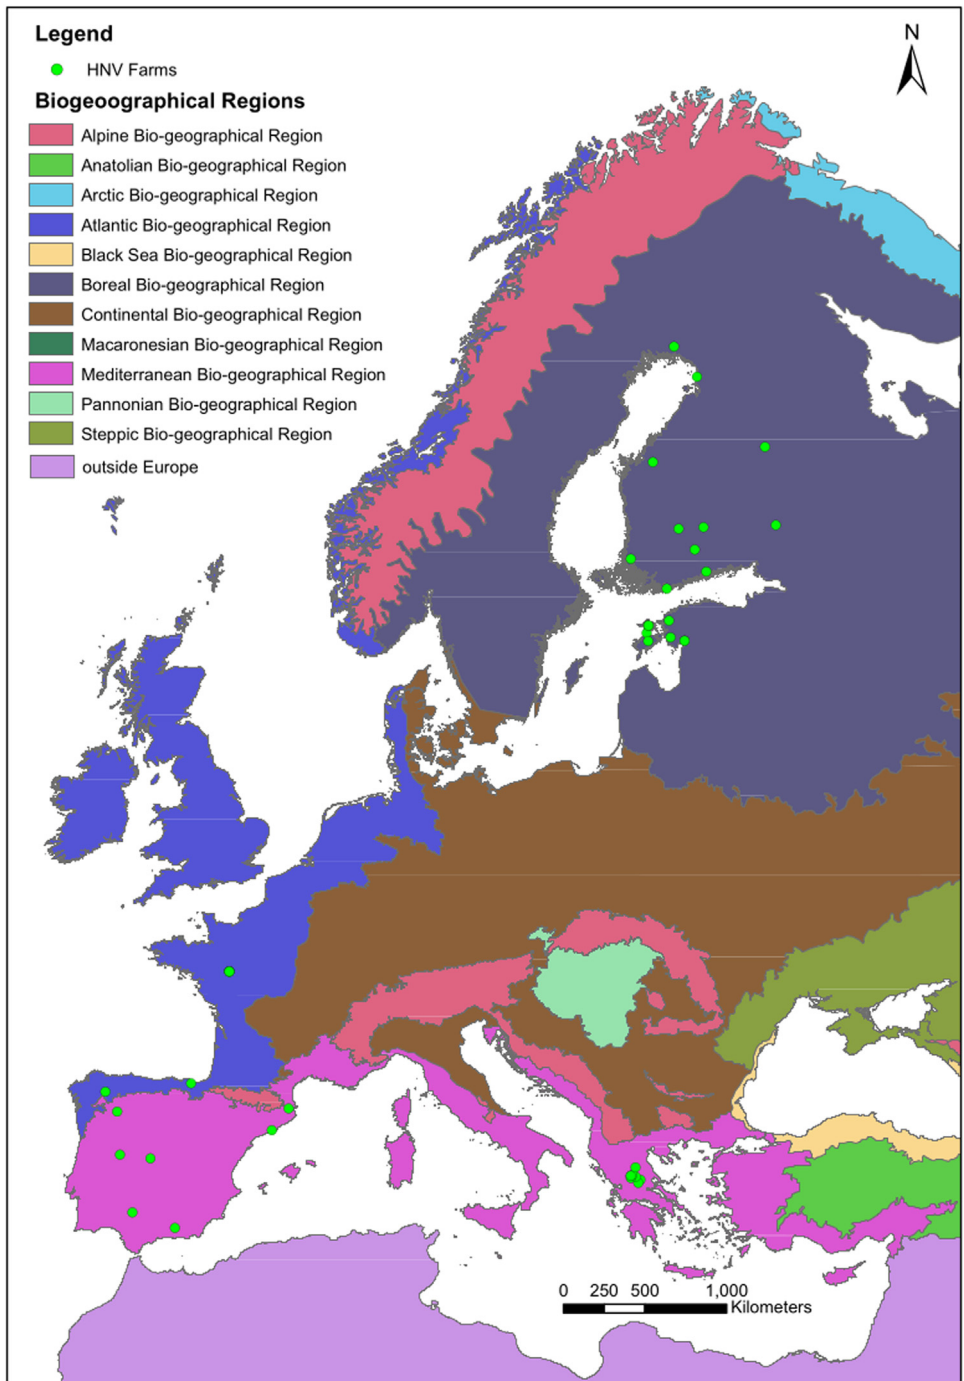 Legend
N
HNV Farms
Biogeoographical Regions
Alpine Bio-geographical Region
Anatolian Bio-geographical Region
Arctic Bio-geographical Region
Atlantic Bio-geographical Region
Black Sea Bio-geographical Region
Boreal Bio-geographical Region
Continental Bio-geographical Region
Macaronesian Bio-geographical Region
Mediterranean Bio-geographical Region
Pannonian Bio-geographical Region
Steppic Bio-geographical Region
outside Europe
0 250 500 1,000
Kilometers